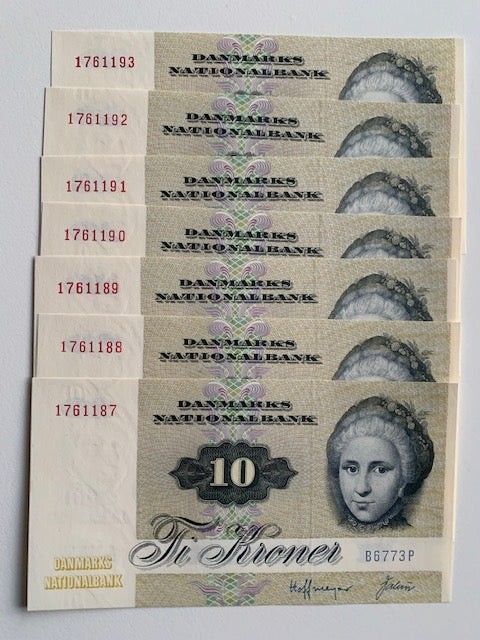 1761193
DANMARKS
NATIONALBANK
1761192
DANMARKS
NATIONALBANK
1761191
DANMARKS
NATIONALBANK
1761190
DANMARKS
NATIONALBANK
1761189
DANMARKS
NATIONALBANK
1761188
DANMARKS
NATIONALBANK
1761187
DANMARKS
NATIONALBANK
10
Ti Kroner
B6773P
DANMARKS
NATIONALBANK
Hoffmeyer